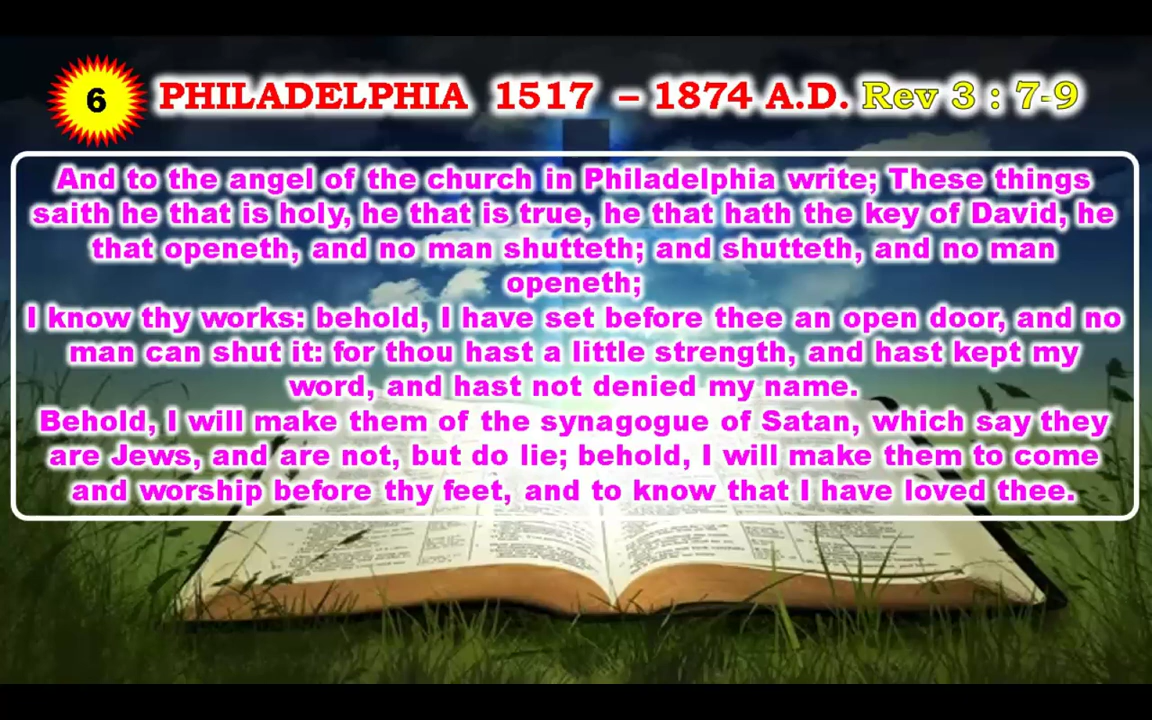 6 PHILADELPHIA 1517 – 1874 A.D. Rev 3 : 7-9
And to the angel of the church in Philadelphia write; These things
saith he that is holy, he that is true, he that hath the key of David, he
that openeth, and no man shutteth; and shutteth, and no man
openeth;
I know thy works: behold, I have set before thee an open door, and no
man can shut it: for thou hast a little strength, and hast kept my
word, and hast not denied my name.
Behold, I will make them of the synagogue of Satan, which say they
are Jews, and are not, but do lie; behold, I will make them to come
and worship before thy feet, and to know that I have loved thee.